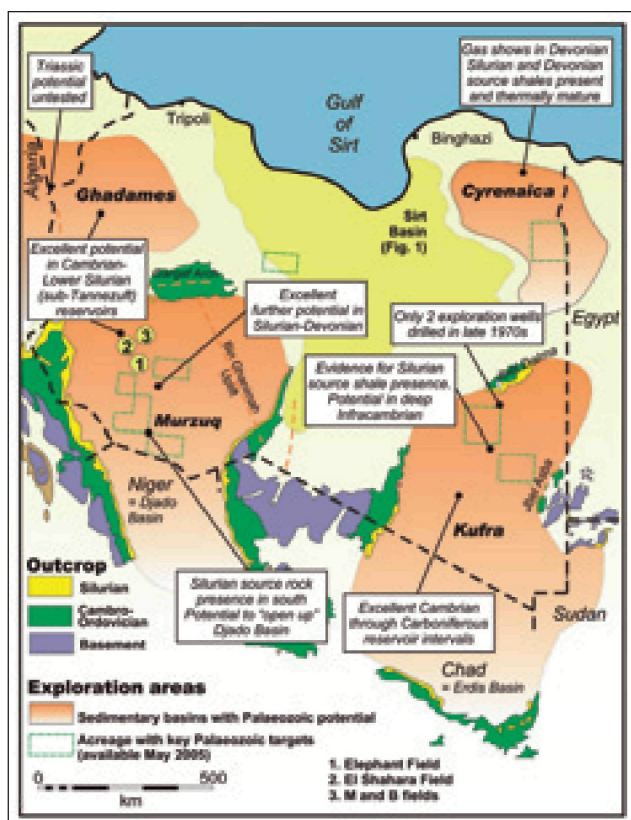 Triassic
potential
untested
Gas shows in Devonian
Silurian and Devonian
source shales present
and thermally mature
Tripoli
Gulf
of
Sirt
Binghazi
Algeria
Ghadames
Cyrenaica
Sirt
Basin
(Fig. 1)
Excellent potential
in Cambrian-
Lower Silurian
(sub-Tannezuft)
reservoirs
Excellent
further potential in
Silurian-Devonian
Egypt
Only 2 exploration wells
drilled in late 1970s
Evidence for Silurian
source shale presence.
Potential in deep
Infracambrian
3
2
1
Uplift
Murzuq
Niger
= Djado
Basin
Kufra
Outcrop
Silurian
Cambro-
Ordovician
Basement
Silurian source rock
presence in south
Potential to "open up"
Djado Basin
Excellent Cambrian
through Carboniferous
reservoir intervals
Sudan
Chad
= Erdis Basin
Exploration areas
Sedimentary basins with Palaeozoic potential
Acreage with key Palaeozoic targets
(available May 2005)
0 500
km
1. Elephant Field
2. El Shahara Field
3. M and B fields